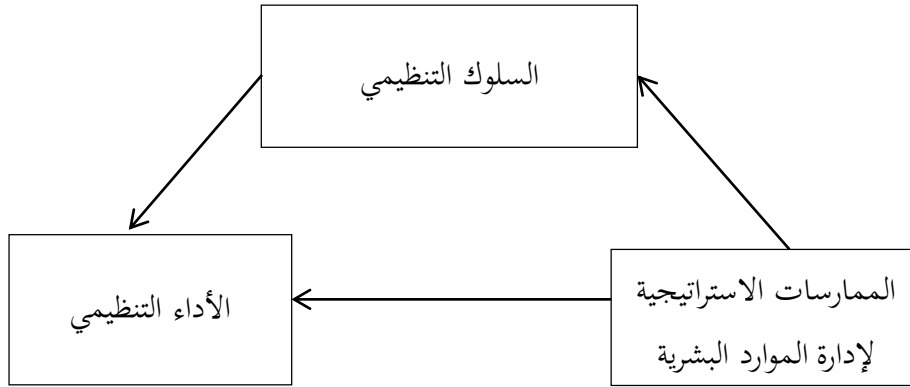 السلوك التنظيمي
الممارسات الاستراتيجية
لإدارة الموارد البشرية
الأداء التنظيمي